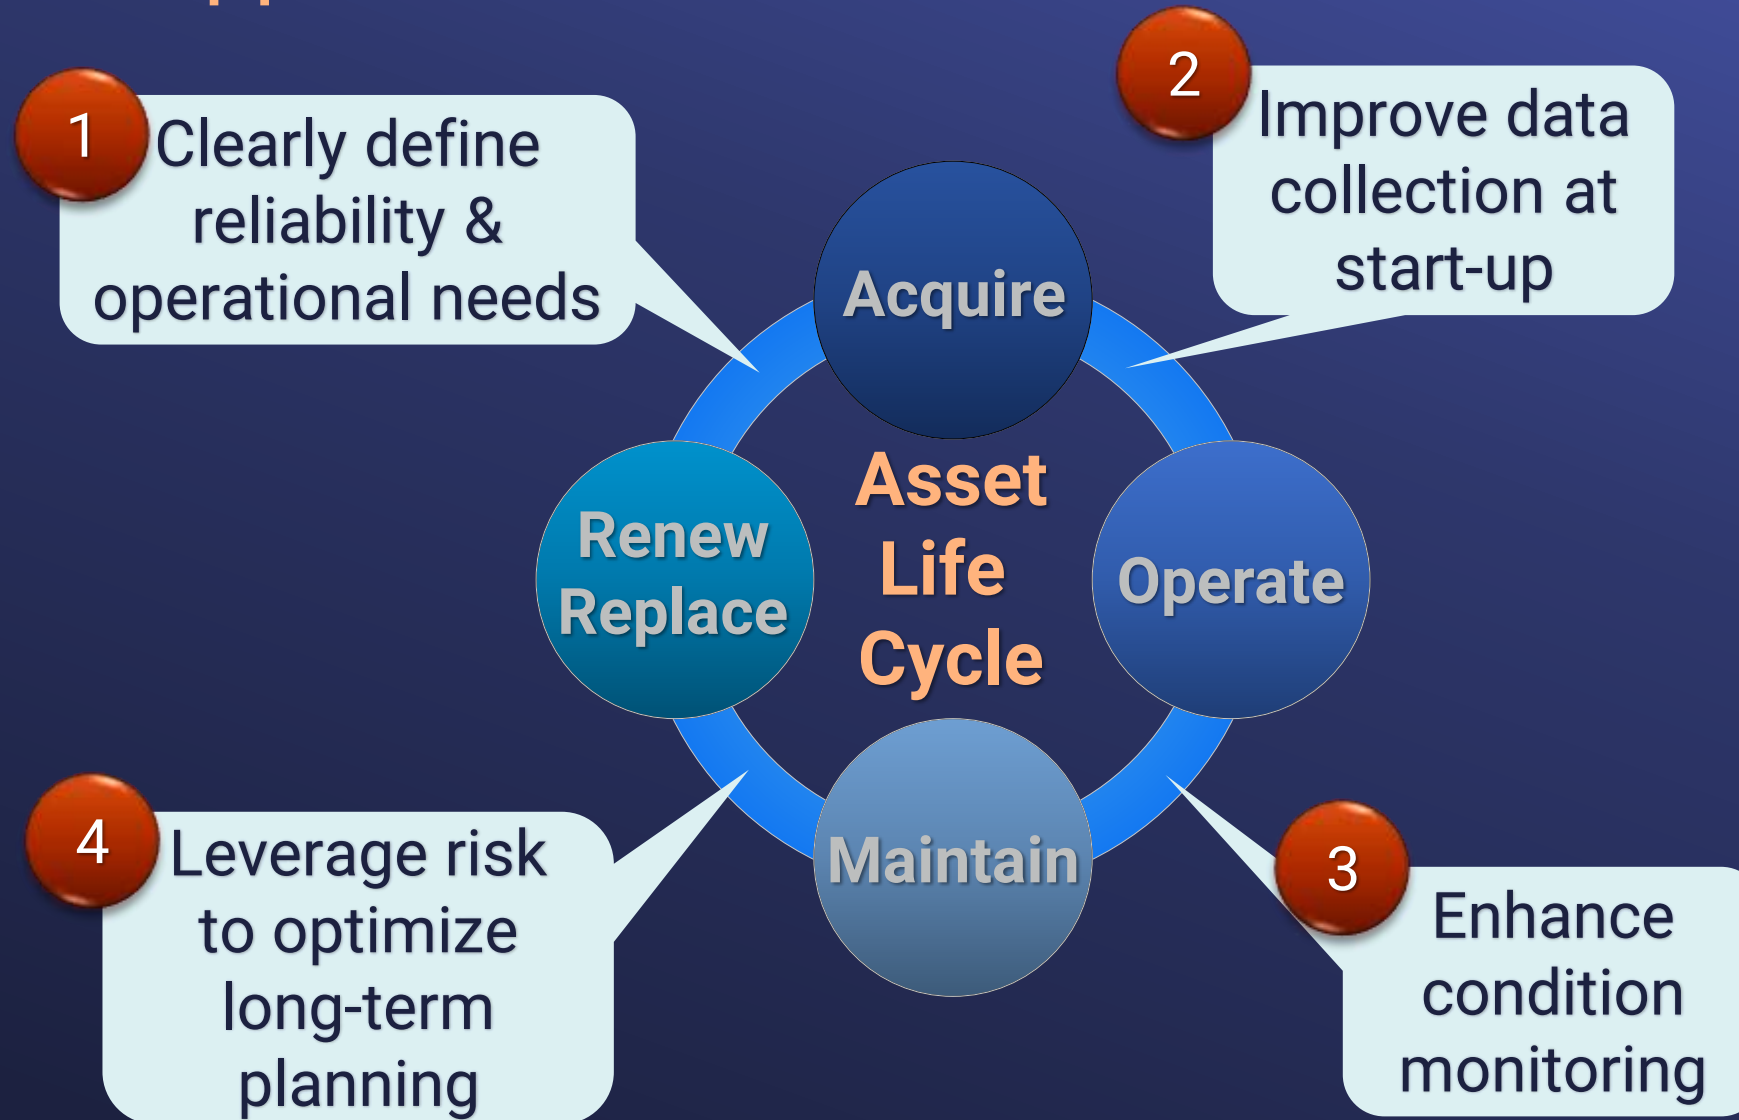 1
Clearly define
reliability &
operational needs
2
Improve data
collection at
start-up
Acquire
Asset
Life
Cycle
Renew
Replace
Operate
Maintain
4
Leverage risk
to optimize
long-term
planning
3
Enhance
condition
monitoring